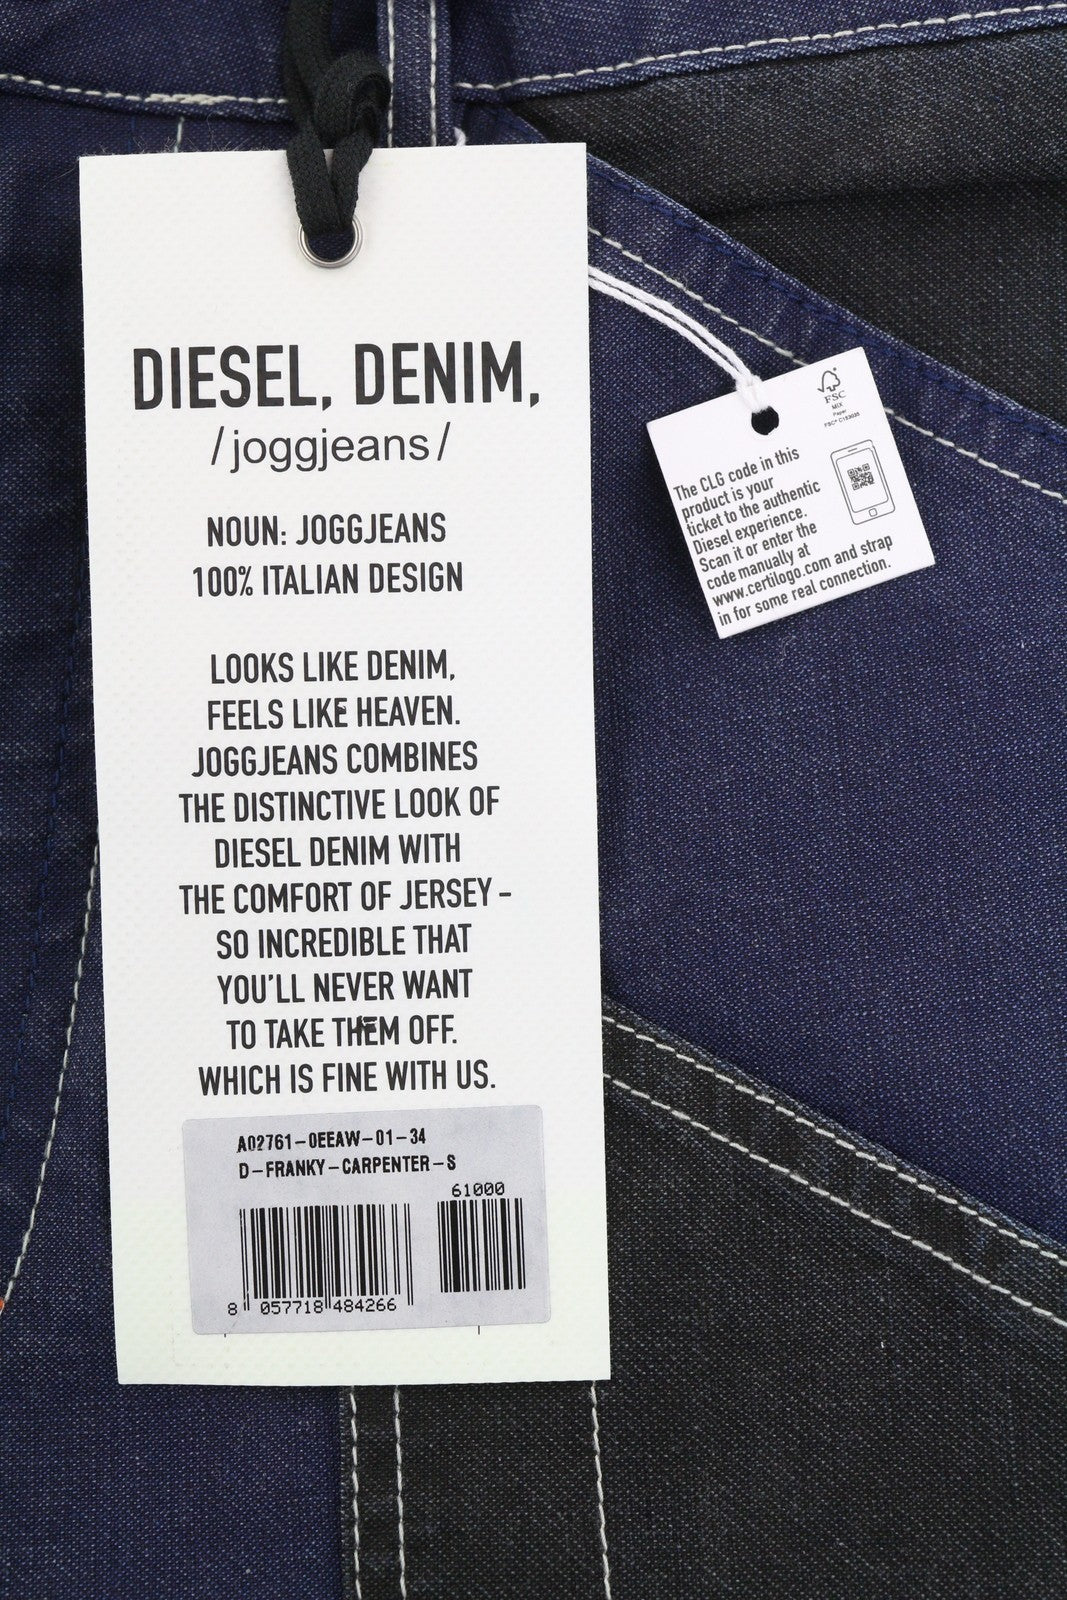 DIESEL, DENIM,
/joggjeans/
NOUN: JOGGJEANS
100% ITALIAN DESIGN
LOOKS LIKE DENIM,
FEELS LIKE HEAVEN.
JOGGJEANS COMBINES
THE DISTINCTIVE LOOK OF
DIESEL DENIM WITH
THE COMFORT OF JERSEY -
SO INCREDIBLE THAT
YOU'LL NEVER WANT
TO TAKE THEM OFF.
WHICH IS FINE WITH US.
A02761-0EEAW-01-34
D-FRANKY-CARPENTER-S
61000
8 057718 484266
FSC
MIX
Paper
FSC® C153035
The CLG code in this
product is your
ticket to the authentic
Diesel experience.
Scan it or enter the
code manually at
www.certilogo.com and strap
in for some real connection.